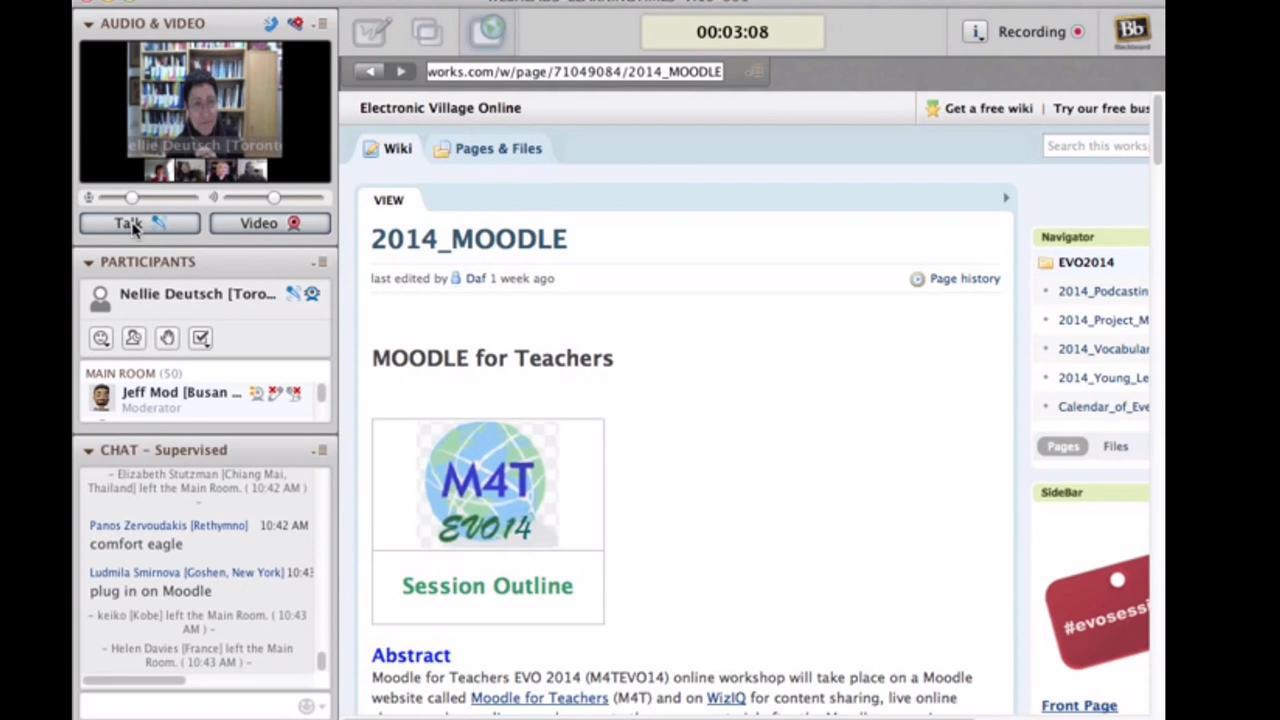 AUDIO & VIDEO
ellie Deutsch [Toront
Talk
Video
PARTICIPANTS
Nellie Deutsch [Toro...
MAIN ROOM (50)
Jeff Mod [Busan ...
Moderator
CHAT – Supervised
– Elizabeth Stutzman [Chiang Mai,
Thailand] left the Main Room. ( 10:42 AM )
–
Panos Zervoudakis [Rethymno] 10:42 AM
comfort eagle
Ludmila Smirnova [Goshen, New York] 10:43
plug in on Moodle
– keiko [Kobe] left the Main Room. ( 10:43
AM ) –
– Helen Davies [France] left the Main
Room. ( 10:43 AM ) –
00:03:08
Recording
Bb
Blackboard
works.com/w/page/71049084/2014_MOODLE
Electronic Village Online
Get a free wiki | Try our free bus
Wiki
Pages & Files
Search this works
VIEW
2014_MOODLE
last edited by Daf 1 week ago
Page history
MOODLE for Teachers
M4T
EVO14
Session Outline
Abstract
Moodle for Teachers EVO 2014 (M4TEVO14) online workshop will take place on a Moodle
website called Moodle for Teachers (M4T) and on WizIQ for content sharing, live online
Navigator
EVO2014
2014_Podcastin
2014_Project_M
2014_Vocabular
2014_Young_Le
Calendar_of_Eve
Pages
Files
SideBar
#evosessi
Front Page